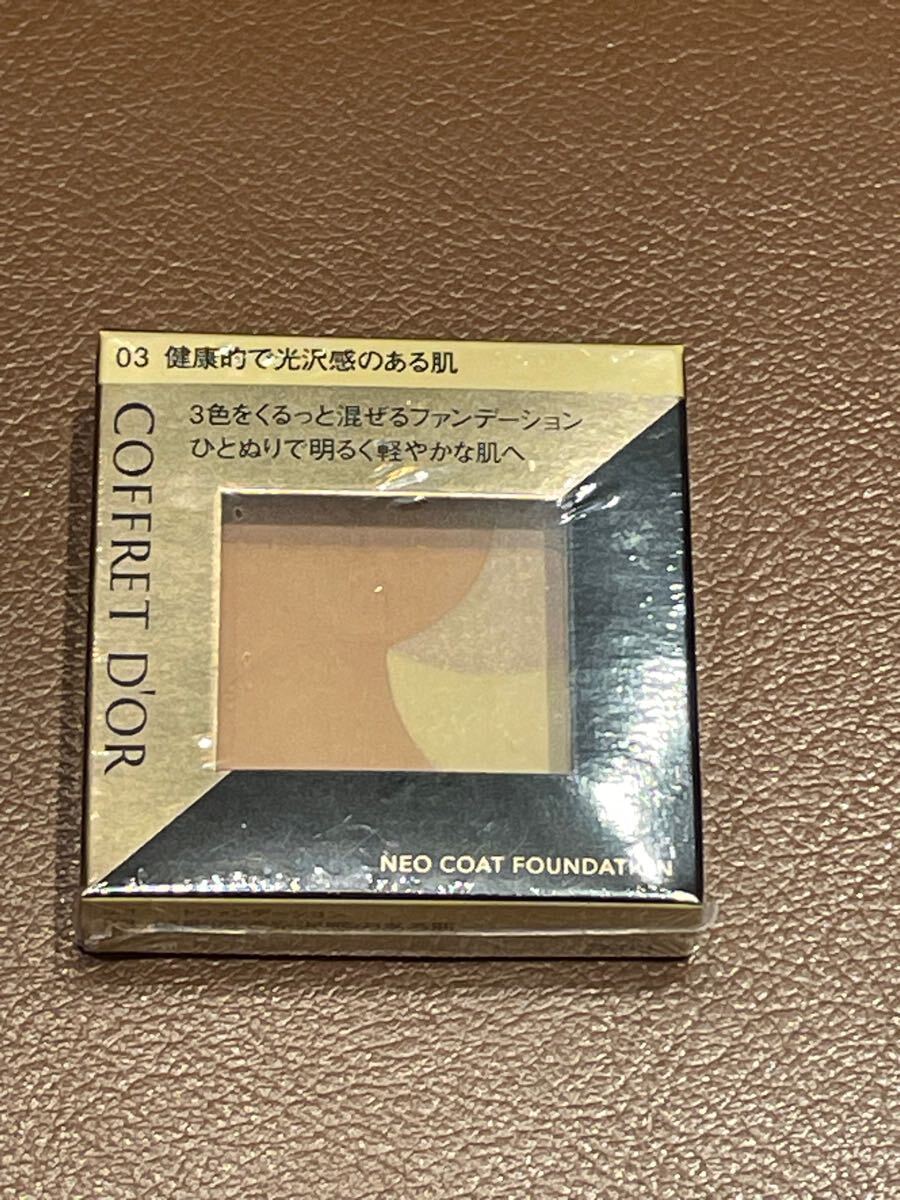 03 健康的で光沢感のある肌
3色をくるっと混ぜるファンデーション
ひとぬりで明るく軽やかな肌へ
COFFRET D'OR
NEO COAT FOUNDATION